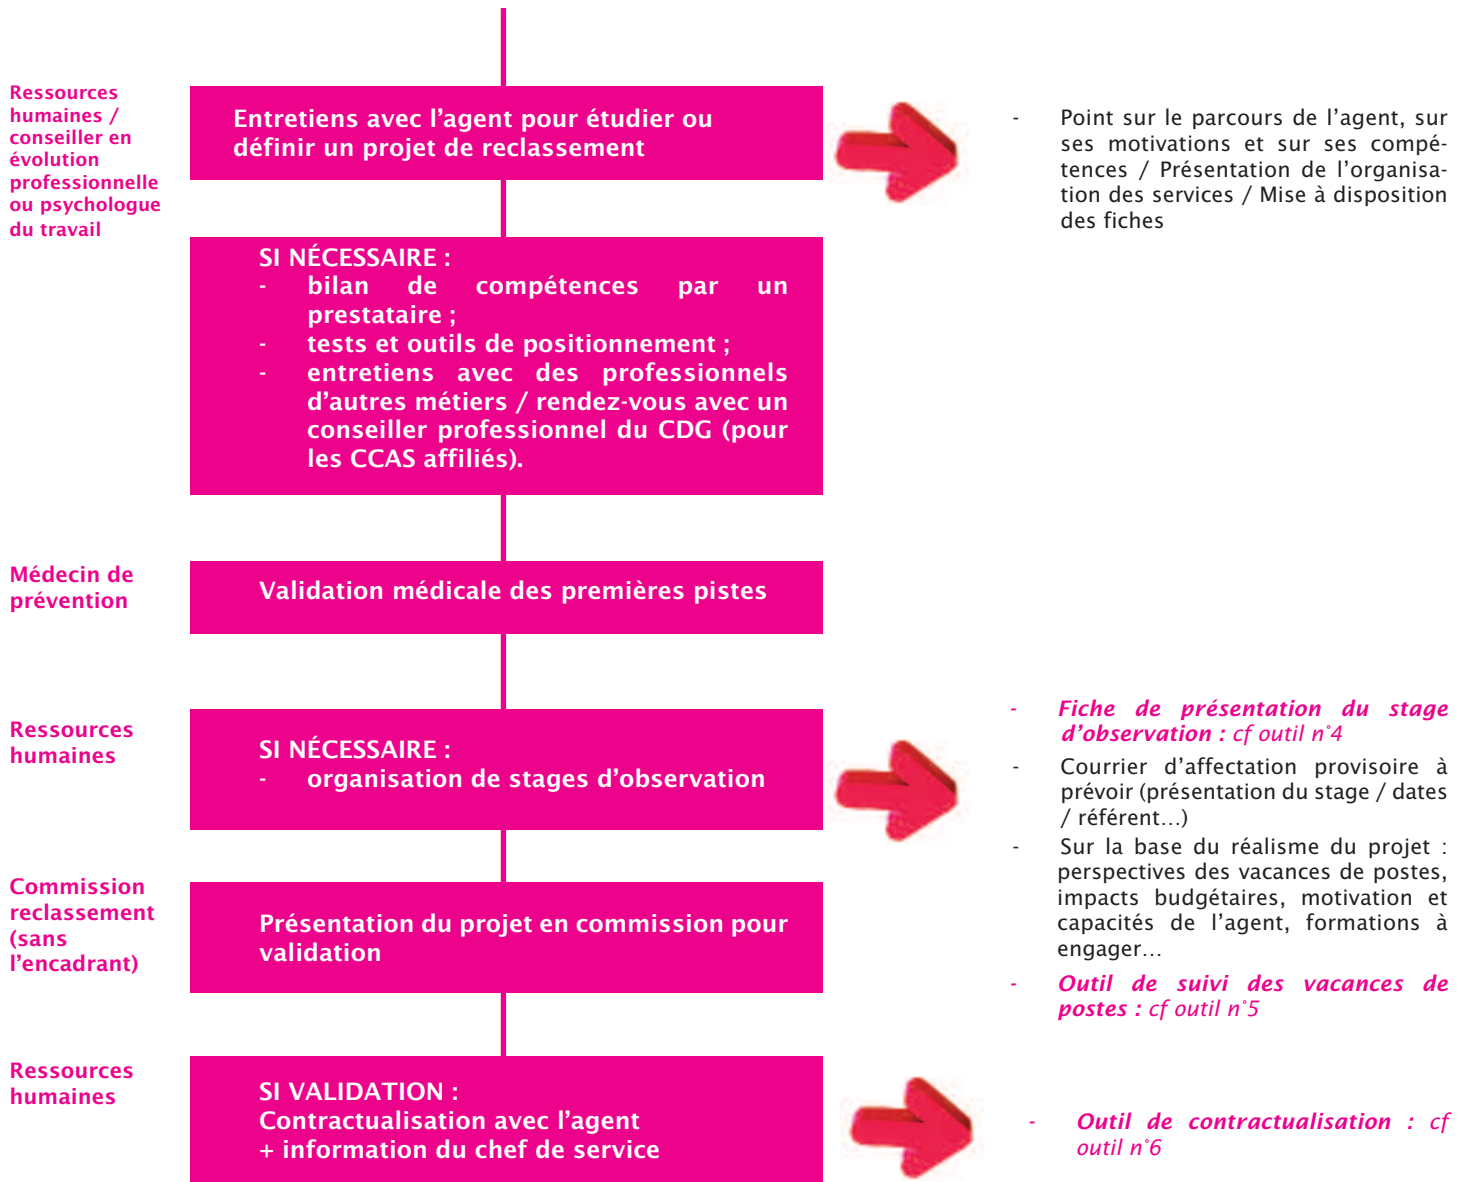 Ressources
humaines /
conseiller en
évolution
professionnelle
ou psychologue
du travail
Entretiens avec l’agent pour étudier ou
définir un projet de reclassement
- Point sur le parcours de l’agent, sur
ses motivations et sur ses compé-
tences / Présentation de l’organisa-
tion des services / Mise à disposition
des fiches
SI NÉCESSAIRE :
- bilan de compétences par un
prestataire ;
- tests et outils de positionnement ;
- entretiens avec des professionnels
d’autres métiers / rendez-vous avec un
conseiller professionnel du CDG (pour
les CCAS affiliés).
Médecin de
prévention
Validation médicale des premières pistes
Ressources
humaines
SI NÉCESSAIRE :
- organisation de stages d’observation
- Fiche de présentation du stage
d’observation : cf outil n°4
- Courrier d’affectation provisoire à
prévoir (présentation du stage / dates
/ référent…)
- Sur la base du réalisme du projet :
perspectives des vacances de postes,
impacts budgétaires, motivation et
capacités de l’agent, formations à
engager…
- Outil de suivi des vacances de
postes : cf outil n°5
Commission
reclassement
(sans
l’encadrant)
Présentation du projet en commission pour
validation
Ressources
humaines
SI VALIDATION :
Contractualisation avec l’agent
+ information du chef de service
- Outil de contractualisation : cf
outil n°6